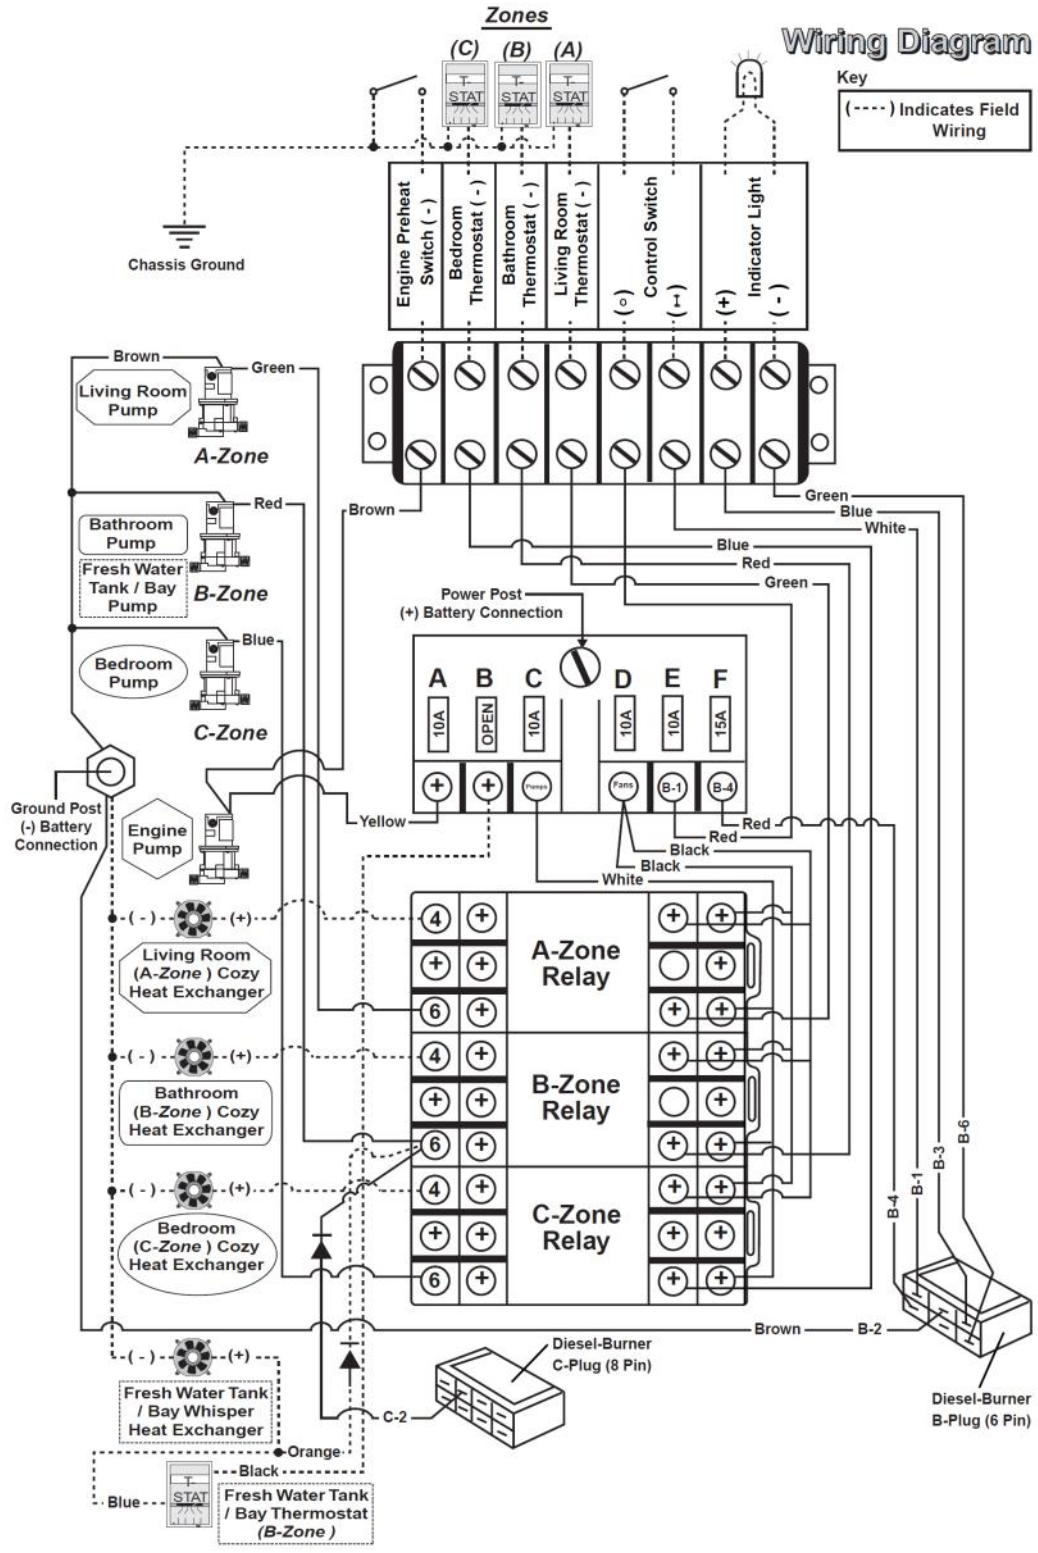 Zones
(C) (B) (A)
Wiring Diagram
Key
(----) Indicates Field
Wiring
T-
STAT
T-
STAT
T-
STAT
Chassis Ground
Engine Preheat
Switch ( - )
Bedroom
Thermostat ( - )
Bathroom
Thermostat ( - )
Living Room
Thermostat ( - )
Control Switch
(o)
(↔)
Indicator Light
(+)
( - )
Brown
Green
Living Room
Pump
A-Zone
Red
Bathroom
Pump
Fresh Water
Tank / Bay
Pump
B-Zone
Blue
Bedroom
Pump
C-Zone
Brown
Green
Blue
White
Blue
Red
Green
Power Post
(+) Battery Connection
A B C D E F
10A
OPEN
10A
10A
10A
15A
+ + Pumps Fans B-1 B-4
Ground Post
(-) Battery
Connection
Engine
Pump
Yellow
Red
Red
Black
Black
White
( - ) (+)
Living Room
(A-Zone ) Cozy
Heat Exchanger
4 + + +
A-Zone
Relay
+ + +
6 + + +
( - ) (+)
Bathroom
(B-Zone ) Cozy
Heat Exchanger
4 + + +
B-Zone
Relay
+ + +
6 + + +
( - ) (+)
Bedroom
(C-Zone ) Cozy
Heat Exchanger
4 + + +
C-Zone
Relay
+ + + +
6 + + +
B-4
B-1
B-3
B-6
Brown
B-2
( - ) (+)
Fresh Water Tank
/ Bay Whisper
Heat Exchanger
Diesel-Burner
C-Plug (8 Pin)
C-2
Diesel-Burner
B-Plug (6 Pin)
Orange
Black
Blue
T-
STAT
Fresh Water Tank
/ Bay Thermostat
(B-Zone )